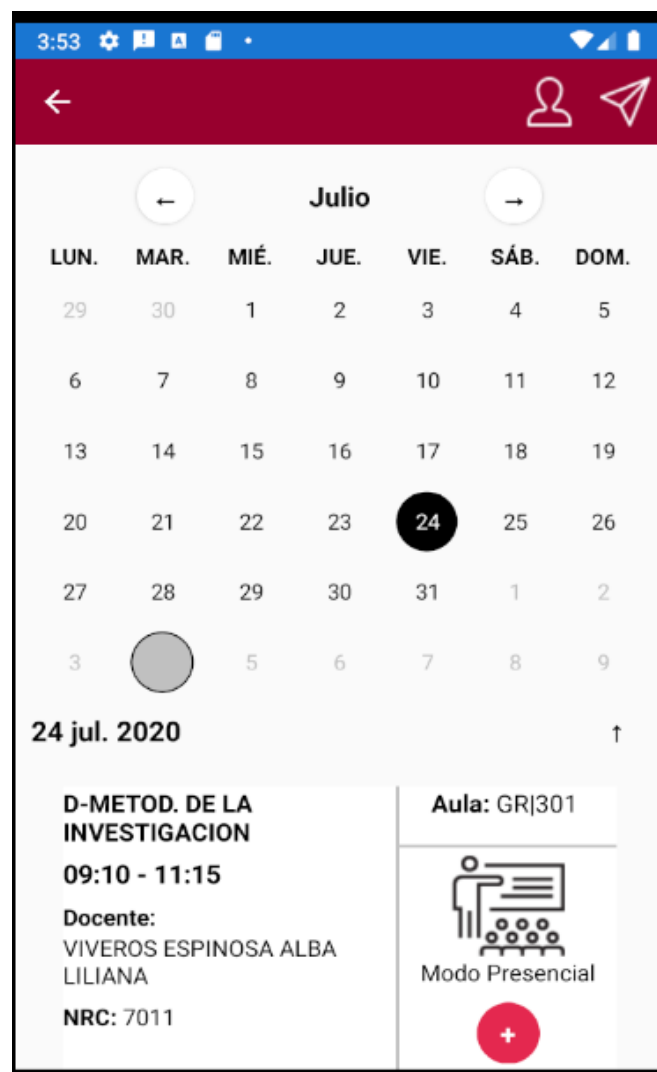 3:53
←
← Julio →
LUN. MAR. MIÉ. JUE. VIE. SÁB. DOM.
29 30 1 2 3 4 5
6 7 8 9 10 11 12
13 14 15 16 17 18 19
20 21 22 23 24 25 26
27 28 29 30 31 1 2
3 5 6 7 8 9
24 jul. 2020 ↑
D-METOD. DE LA
INVESTIGACION
09:10 - 11:15
Docente:
VIVEROS ESPINOSA ALBA
LILIANA
NRC: 7011
Aula: GR|301
Modo Presencial
+